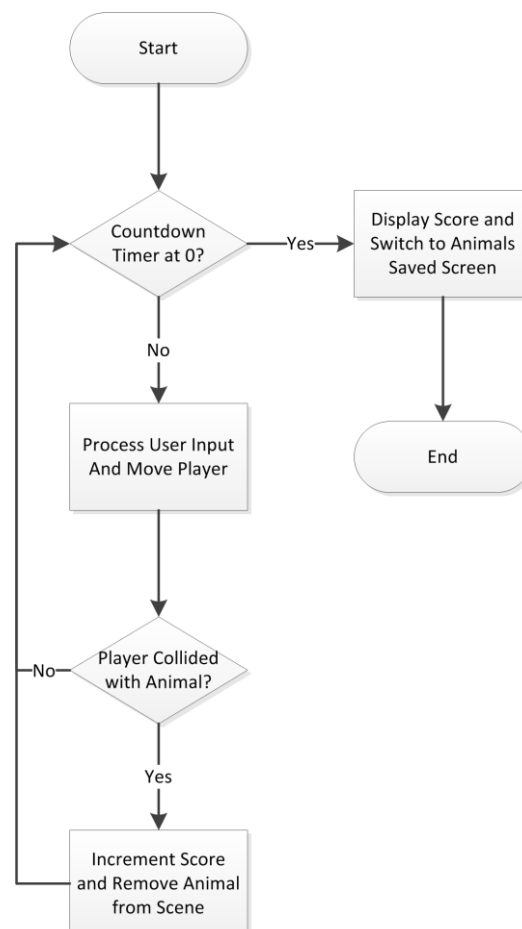 Start
Countdown
Timer at 0?
Yes
Display Score and
Switch to Animals
Saved Screen
No
Process User Input
And Move Player
End
Player Collided
with Animal?
No
Yes
Increment Score
and Remove Animal
from Scene